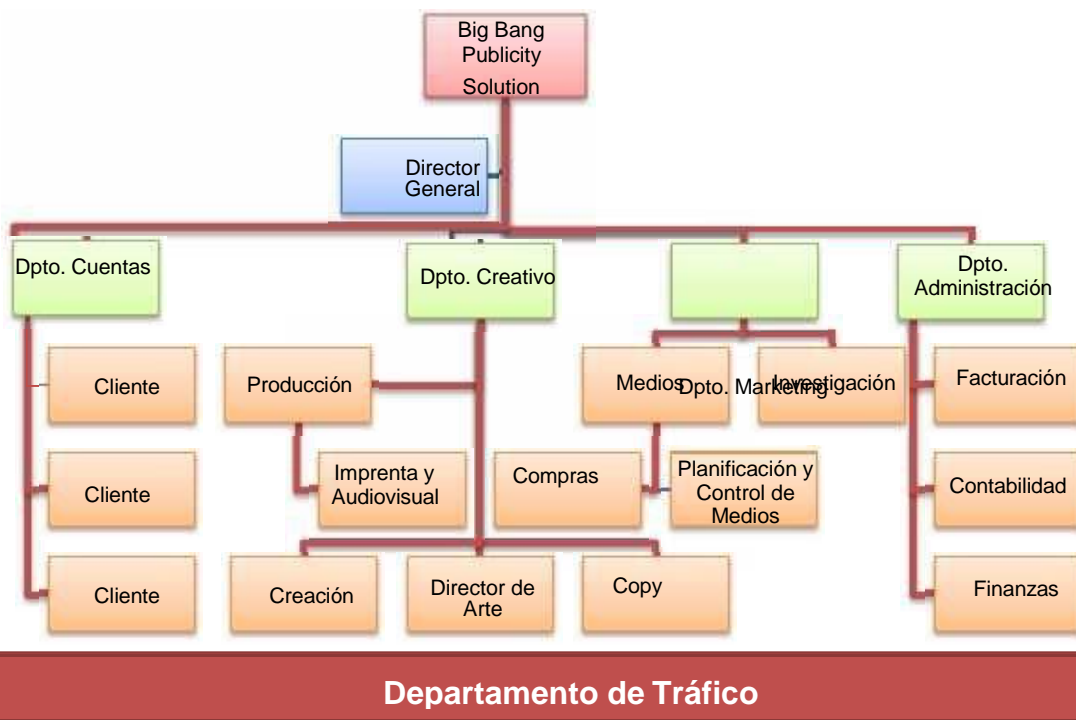 Big Bang
Publicity
Solution
Director
General
Dpto. Cuentas
Dpto. Creativo
Dpto.
Administración
Cliente
Producción
Medios
Dpto. Marketing
Investigación
Facturación
Cliente
Imprenta y
Audiovisual
Compras
Planificación y
Control de
Medios
Contabilidad
Cliente
Creación
Director de
Arte
Copy
Finanzas
Departamento de Tráfico